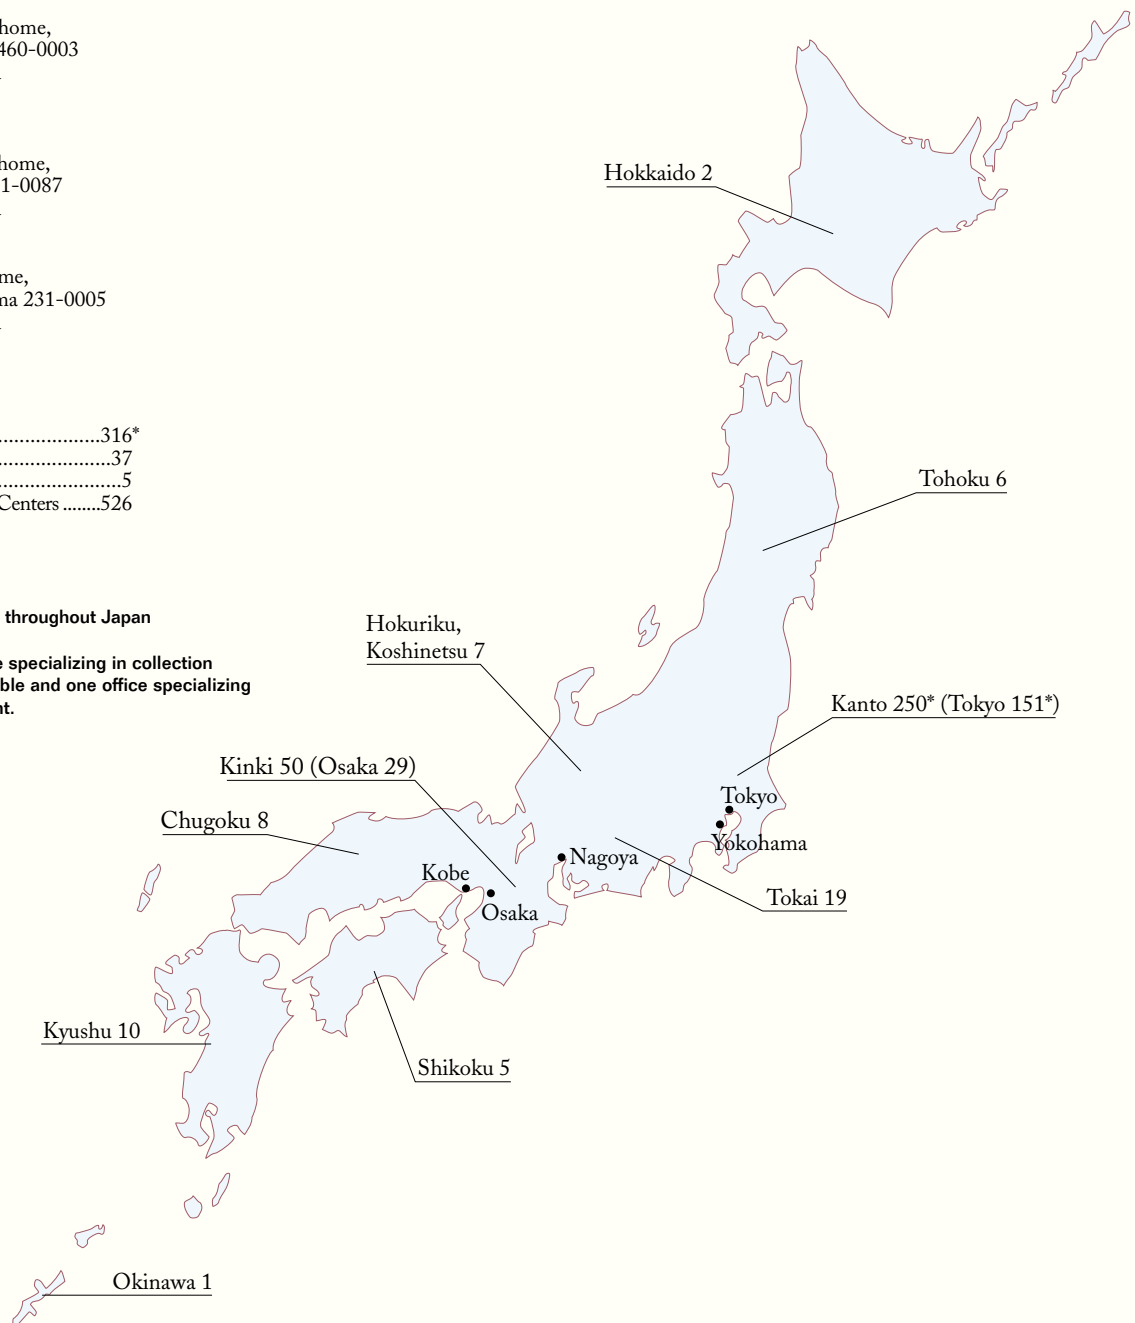 home,
460-0003
home,
1-0087
me,
ma 231-0005
...................316*
.....................37
.......................5
Centers ........526
throughout Japan
e specializing in collection
ble and one office specializing
nt.
Hokkaido 2
Tohoku 6
Hokuriku,
Koshinetsu 7
Kanto 250* (Tokyo 151*)
Kinki 50 (Osaka 29)
Tokyo
Chugoku 8
Yokohama
Nagoya
Kobe
Tokai 19
Osaka
Kyushu 10
Shikoku 5
Okinawa 1